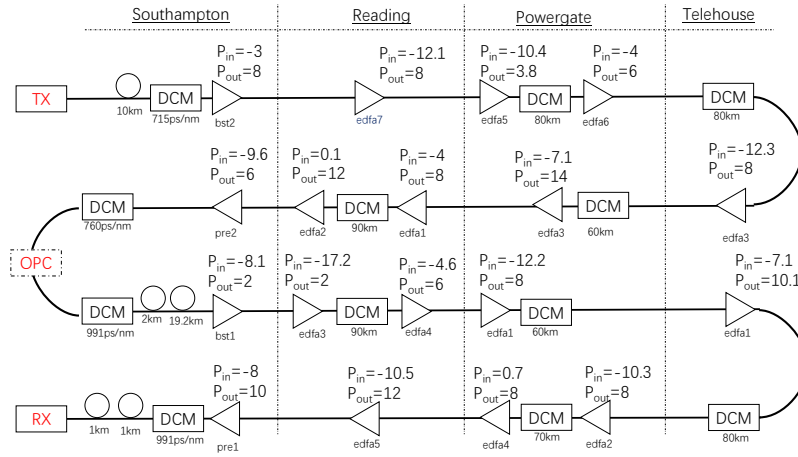 Southampton
Reading
Powergate
Telehouse
Pin=-3
Pout=8
Pin=-12.1
Pout=8
Pin=-10.4
Pout=3.8
Pin=-4
Pout=6
TX
10km
DCM
715ps/nm
bst2
edfa7
edfa5
DCM
80km
edfa6
DCM
80km
Pin=-9.6
Pout=6
Pin=0.1
Pout=12
Pin=-4
Pout=8
Pin=-7.1
Pout=14
Pin=-12.3
Pout=8
DCM
760ps/nm
pre2
edfa2
DCM
90km
edfa1
edfa3
DCM
60km
edfa3
OPC
Pin=-8.1
Pout=2
Pin=-17.2
Pout=2
Pin=-4.6
Pout=6
Pin=-12.2
Pout=8
Pin=-7.1
Pout=10.1
DCM
991ps/nm
2km
19.2km
bst1
edfa3
DCM
90km
edfa4
edfa1
DCM
60km
edfa1
Pin=-8
Pout=10
Pin=-10.5
Pout=12
Pin=0.7
Pout=8
Pin=-10.3
Pout=8
RX
1km
1km
DCM
991ps/nm
pre1
edfa5
edfa4
DCM
70km
edfa2
DCM
80km